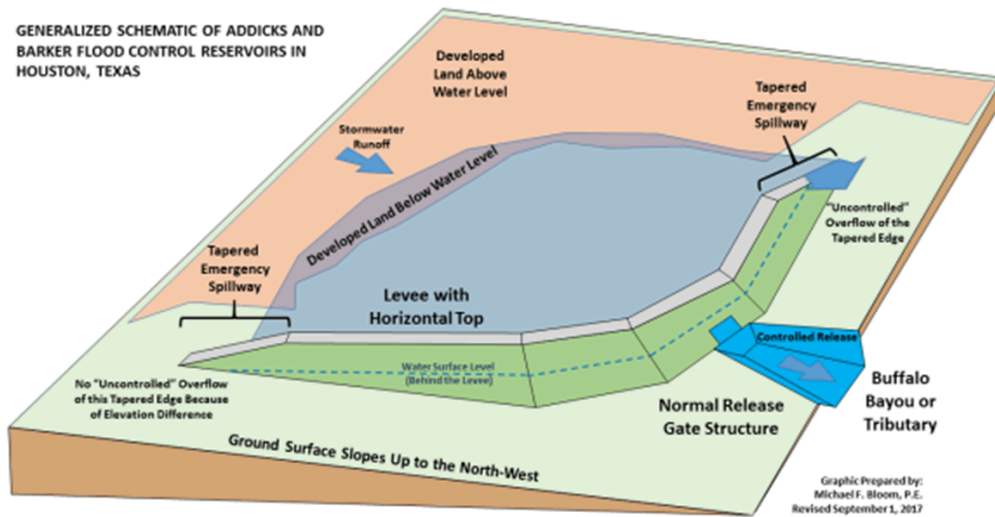 GENERALIZED SCHEMATIC OF ADDICKS AND
BARKER FLOOD CONTROL RESERVOIRS IN
HOUSTON, TEXAS
Developed
Land Above
Water Level
Tapered
Emergency
Spillway
Stormwater
Runoff
Developed Land Below Water Level
"Uncontrolled"
Overflow of the
Tapered Edge
Tapered
Emergency
Spillway
Levee with
Horizontal Top
Controlled Release
Water Surface Level
(Behind the Levee)
No "Uncontrolled" Overflow
of this Tapered Edge Because
of Elevation Difference
Buffalo
Bayou or
Tributary
Normal Release
Gate Structure
Ground Surface Slopes Up to the North-West
Graphic Prepared by:
Michael F. Bloom, P.E.
Revised September 1, 2017